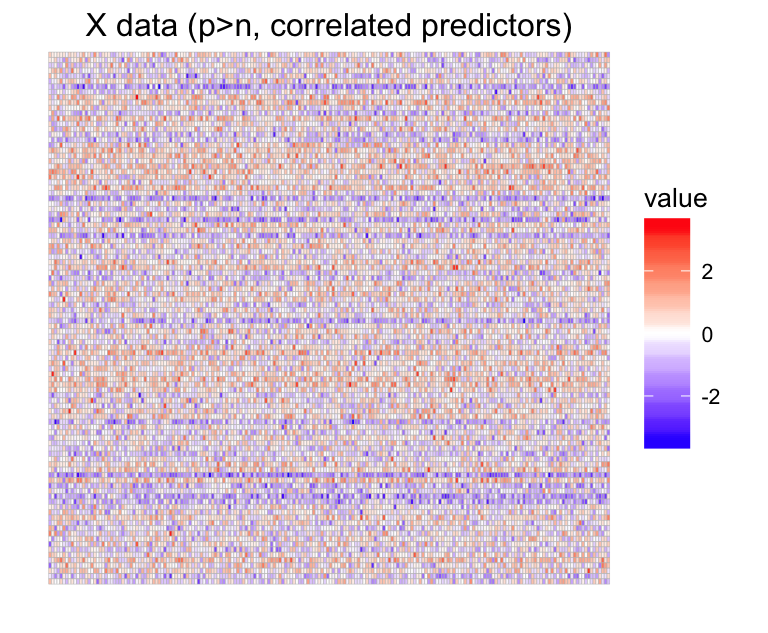 X data (p>n, correlated predictors)
value
2
0
-2